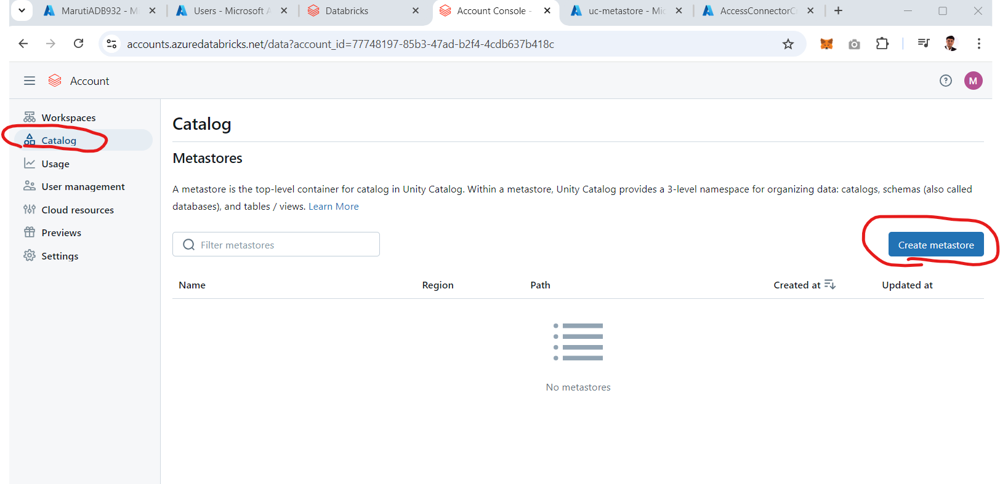 MarutiADB932 - Mi
Users - Microsoft A
Databricks
Account Console -
uc-metastore - Mic
AccessConnectorCr
accounts.azuredatabricks.net/data?account_id=77748197-85b3-47ad-b2f4-4cdb637b418c
Account
M
Workspaces
Catalog
Usage
User management
Cloud resources
Previews
Settings
Catalog
Metastores
A metastore is the top-level container for catalog in Unity Catalog. Within a metastore, Unity Catalog provides a 3-level namespace for organizing data: catalogs, schemas (also called
databases), and tables / views. Learn More
Filter metastores
Create metastore
Name Region Path Created at Updated at
No metastores